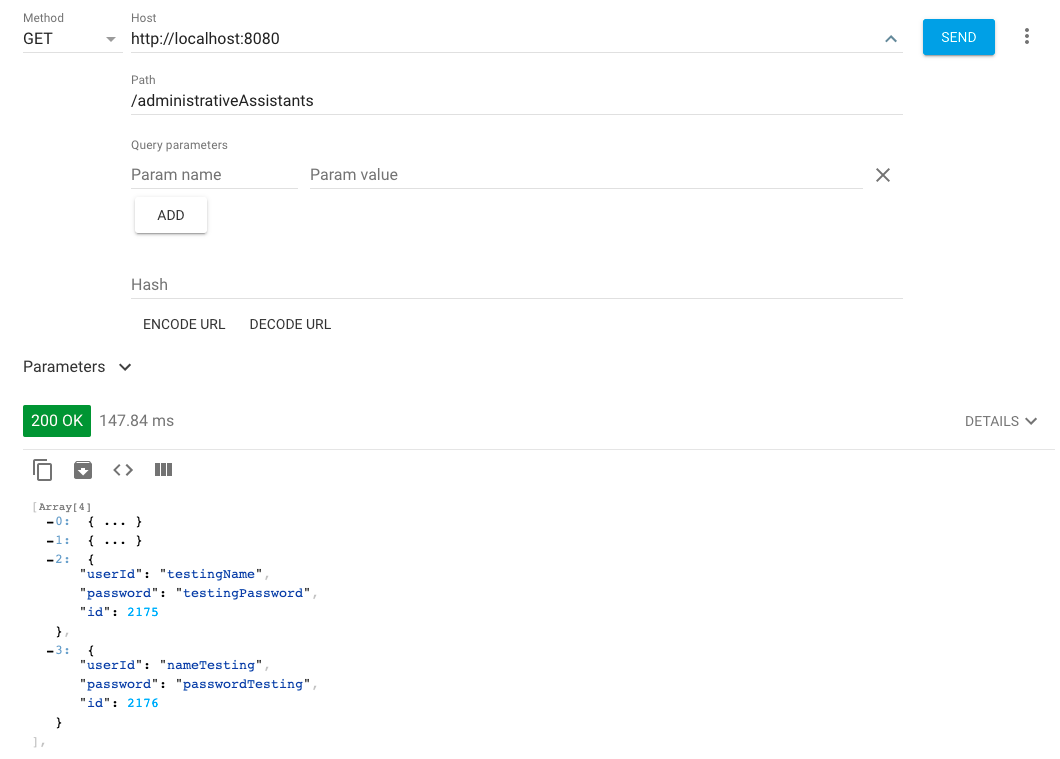 Method Host
GET http://localhost:8080 SEND
Path
/administrativeAssistants
Query parameters
Param name Param value
ADD
Hash
ENCODE URL DECODE URL
Parameters
200 OK 147.84 ms DETAILS
[Array[4]
-0: { ... }
-1: { ... }
-2: {
"userId": "testingName",
"password": "testingPassword",
"id": 2175
},
-3: {
"userId": "nameTesting",
"password": "passwordTesting",
"id": 2176
}
],